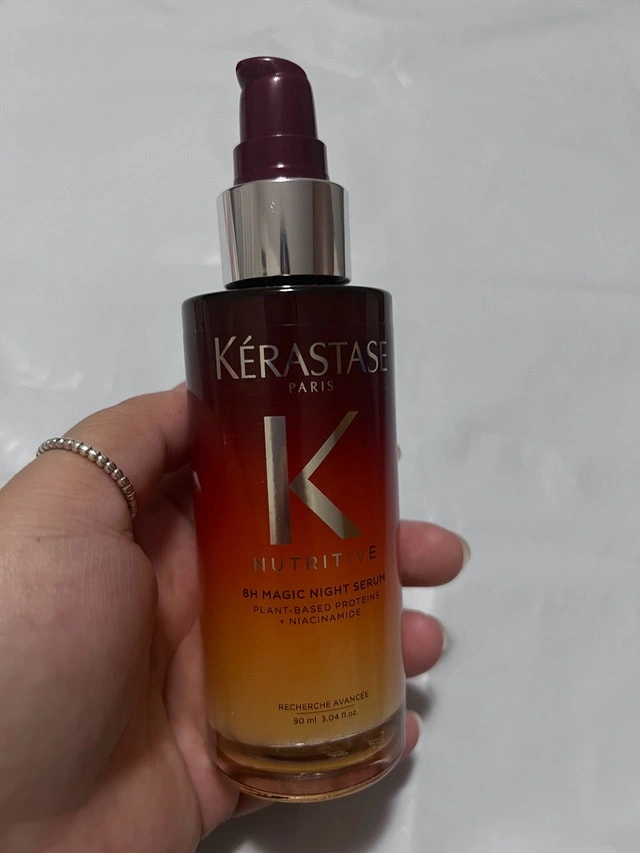 KÉRASTASE
PARIS
K
NUTRITIVE
8H MAGIC NIGHT SERUM
PLANT-BASED PROTEINS
+ NIACINAMIDE
RECHERCHE AVANCÉE
90 ml 3.04 fl.oz.